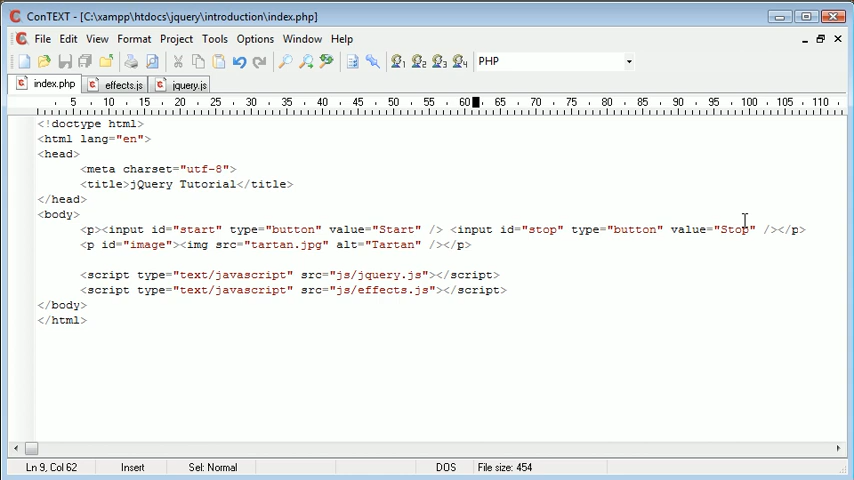 ConTEXT - [C:\xampp\htdocs\jquery\introduction\index.php]
File Edit View Format Project Tools Options Window Help
1 2 3 4 PHP
index.php effects.js jquery.js
5 10 15 20 25 30 35 40 45 50 55 60 65 70 75 80 85 90 95 100 105 110
<!doctype html>
<html lang="en">
<head>
<meta charset="utf-8">
<title>jQuery Tutorial</title>
</head>
<body>
<p><input id="start" type="button" value="Start" /> <input id="stop" type="button" value="Stop" /></p>
<p id="image"><img src="tartan.jpg" alt="Tartan" /></p>
<script type="text/javascript" src="js/jquery.js"></script>
<script type="text/javascript" src="js/effects.js"></script>
</body>
</html>
Ln 9, Col 62 Insert Sel: Normal DOS File size: 454